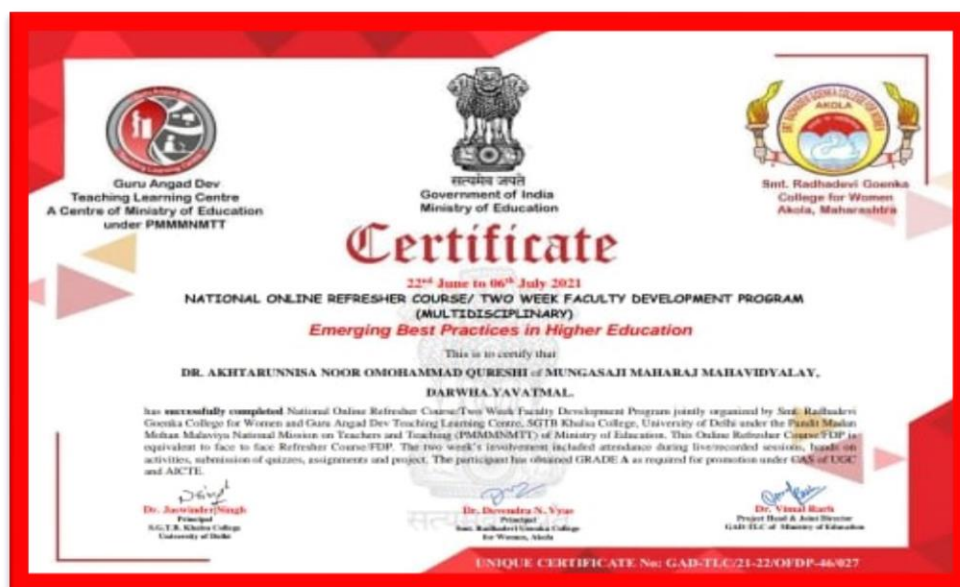 Guru Angad Dev
Teaching Learning Centre
A Centre of Ministry of Education
under PMMMNMTT
सत्यमेव जयते
Government of India
Ministry of Education
SMT. RADHADEVI GOENKA COLLEGE FOR WOMEN
AKOLA
Smt. Radhadevi Goenka
College for Women
Akola, Maharashtra
Certificate
22nd June to 06th July 2021
NATIONAL ONLINE REFRESHER COURSE/ TWO WEEK FACULTY DEVELOPMENT PROGRAM
(MULTIDISCIPLINARY)
Emerging Best Practices in Higher Education
This is to certify that
DR. AKHTARUNNISA NOOR OMOHAMMAD QURESHI of MUNGASAJI MAHARAJ MAHAVIDYALAY,
DARWHA.YAVATMAL.
has successfully completed National Online Refresher Course/Two Week Faculty Development Program jointly organized by Smt. Radhadevi
Goenka College for Women and Guru Angad Dev Teaching Learning Centre, SGTB Khalsa College, University of Delhi under the Pandit Madan
Mohan Malaviya National Mission on Teachers and Teaching (PMMMNMTT) of Ministry of Education. This Online Refresher Course/FDP is
equivalent to face to face Refresher Course/FDP. The two week's involvement included attendance during live/recorded sessions, hands on
activities, submission of quizzes, assignments and project. The participant has obtained GRADE A as required for promotion under CAS of UGC
and AICTE.
Dr. Jaswinder Singh
Principal
S.G.T.B. Khalsa College
University of Delhi
Dr. Devendra N. Vyas
Principal
Smt. Radhadevi Goenka College
for Women, Akola
Dr. Vimal Rarh
Project Head & Joint Director
GAD-TLC of Ministry of Education
UNIQUE CERTIFICATE No: GAD-TLC/21-22/OFDP-46/027